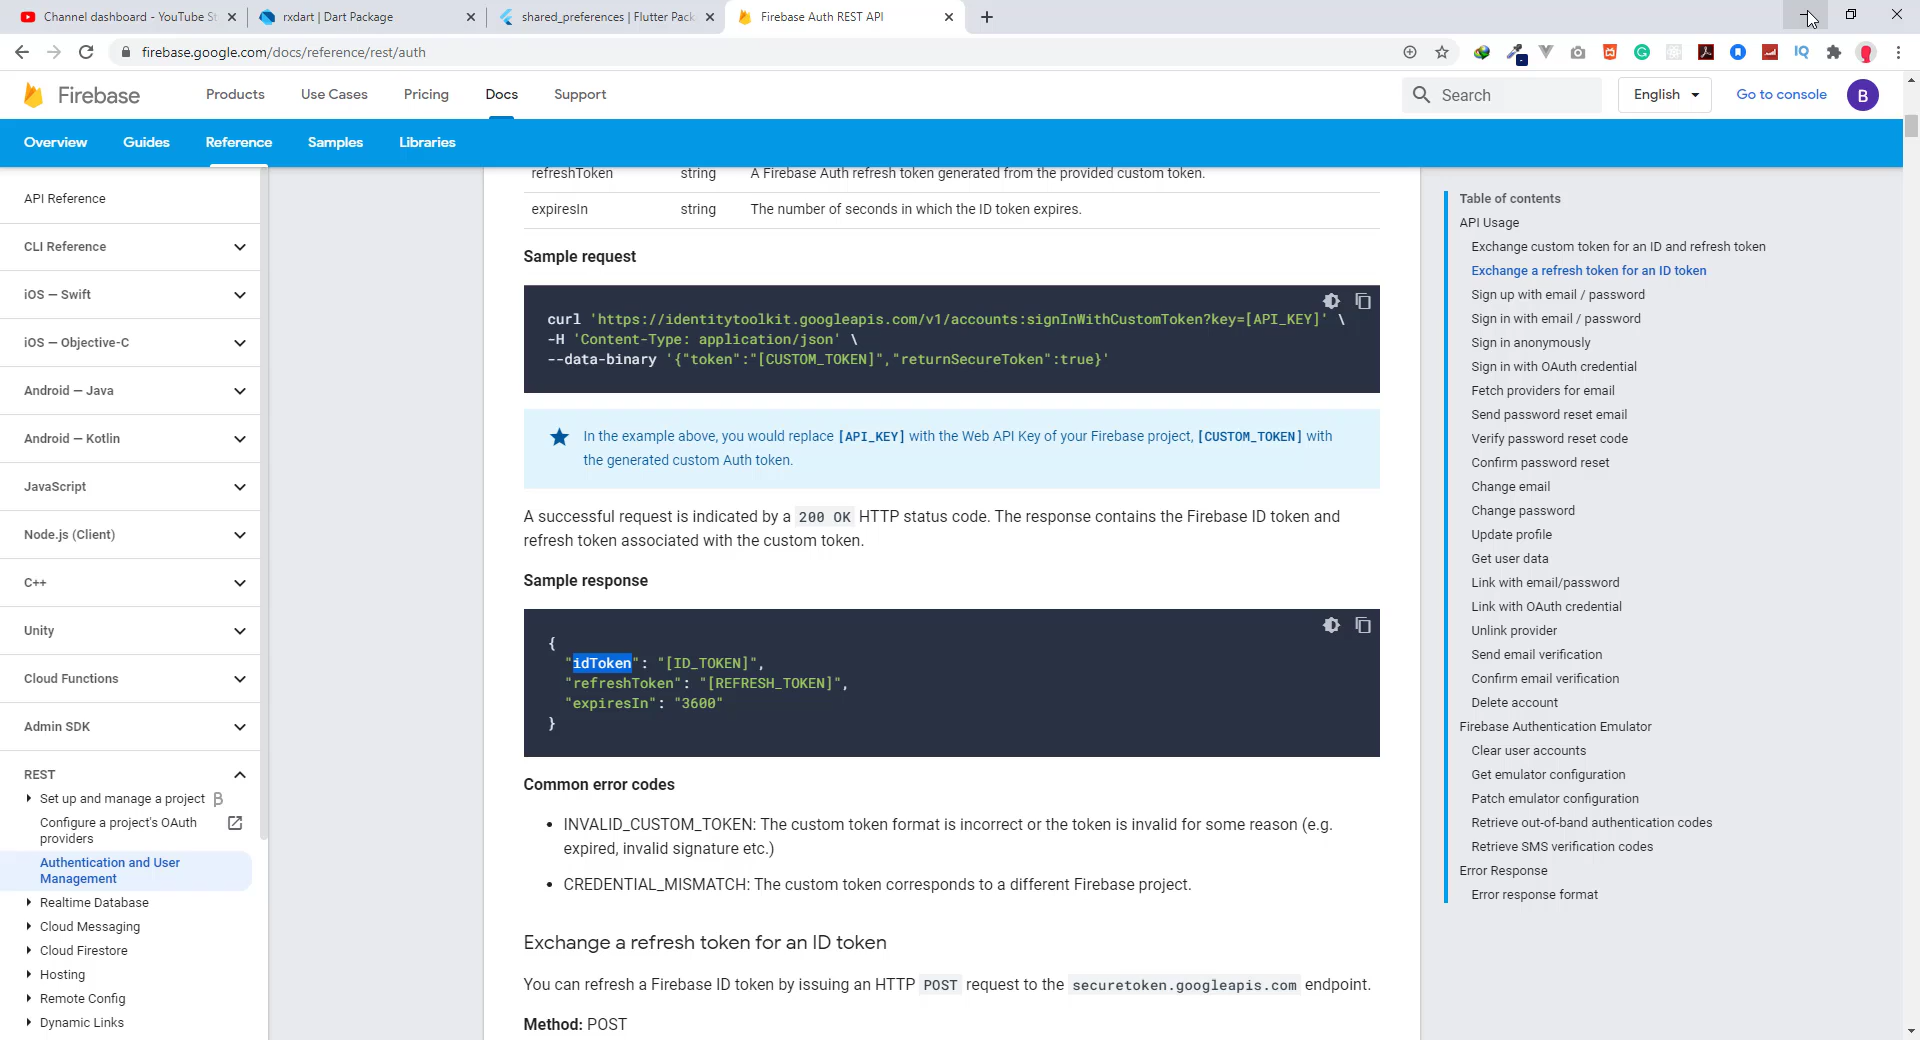 Channel dashboard - YouTube St
rxdart | Dart Package
shared_preferences | Flutter Pack
Firebase Auth REST API
firebase.google.com/docs/reference/rest/auth
Firebase
Products
Use Cases
Pricing
Docs
Support
Search
English
Go to console
B
Overview
Guides
Reference
Samples
Libraries
API Reference
CLI Reference
iOS — Swift
iOS — Objective-C
Android — Java
Android — Kotlin
JavaScript
Node.js (Client)
C++
Unity
Cloud Functions
Admin SDK
REST
Set up and manage a project
Configure a project's OAuth
providers
Authentication and User
Management
Realtime Database
Cloud Messaging
Cloud Firestore
Hosting
Remote Config
Dynamic Links
refreshToken string A Firebase Auth refresh token generated from the provided custom token.
expiresIn string The number of seconds in which the ID token expires.
Sample request
curl 'https://identitytoolkit.googleapis.com/v1/accounts:signInWithCustomToken?key=[API_KEY]' \
-H 'Content-Type: application/json' \
--data-binary '{"token":"[CUSTOM_TOKEN]","returnSecureToken":true}'
In the example above, you would replace [API_KEY] with the Web API Key of your Firebase project, [CUSTOM_TOKEN] with
the generated custom Auth token.
A successful request is indicated by a 200 OK HTTP status code. The response contains the Firebase ID token and
refresh token associated with the custom token.
Sample response
{
"idToken": "[ID_TOKEN]",
"refreshToken": "[REFRESH_TOKEN]",
"expiresIn": "3600"
}
Common error codes
• INVALID_CUSTOM_TOKEN: The custom token format is incorrect or the token is invalid for some reason (e.g.
expired, invalid signature etc.)
• CREDENTIAL_MISMATCH: The custom token corresponds to a different Firebase project.
Exchange a refresh token for an ID token
You can refresh a Firebase ID token by issuing an HTTP POST request to the securetoken.googleapis.com endpoint.
Method: POST
Table of contents
API Usage
Exchange custom token for an ID and refresh token
Exchange a refresh token for an ID token
Sign up with email / password
Sign in with email / password
Sign in anonymously
Sign in with OAuth credential
Fetch providers for email
Send password reset email
Verify password reset code
Confirm password reset
Change email
Change password
Update profile
Get user data
Link with email/password
Link with OAuth credential
Unlink provider
Send email verification
Confirm email verification
Delete account
Firebase Authentication Emulator
Clear user accounts
Get emulator configuration
Patch emulator configuration
Retrieve out-of-band authentication codes
Retrieve SMS verification codes
Error Response
Error response format